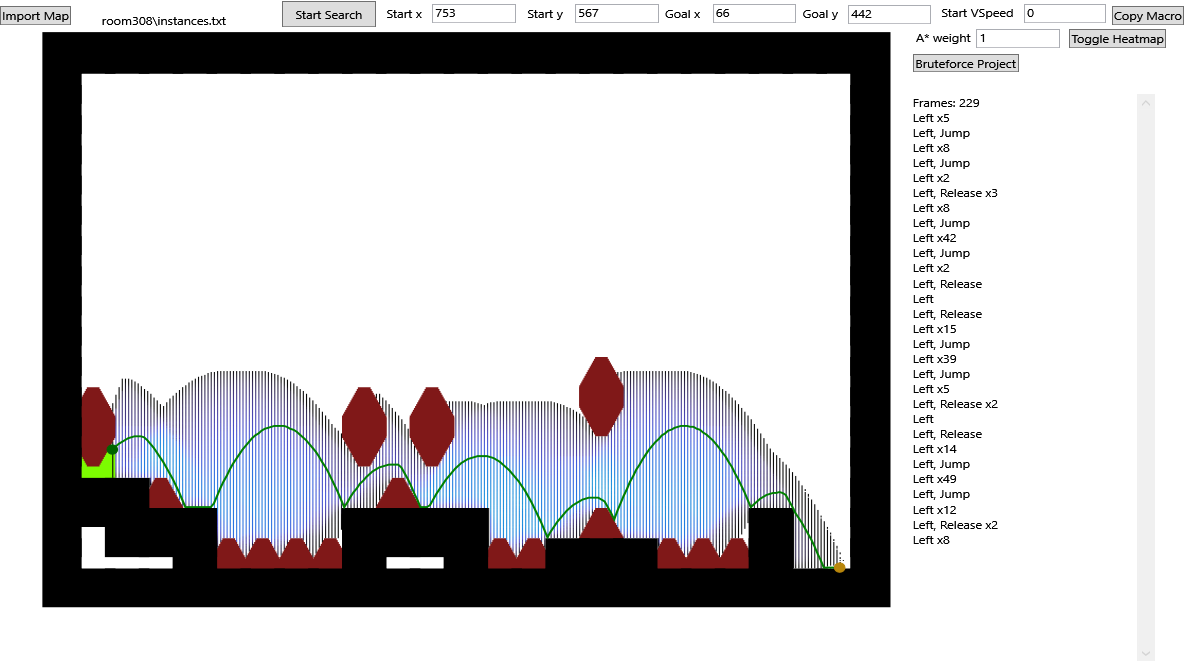 Import Map room308\instances.txt Start Search Start x 753 Start y 567 Goal x 66 Goal y 442 Start VSpeed 0 Copy Macro
A* weight 1 Toggle Heatmap
Bruteforce Project
Frames: 229
Left x5
Left, Jump
Left x8
Left, Jump
Left x2
Left, Release x3
Left x8
Left, Jump
Left x42
Left, Jump
Left x2
Left, Release
Left
Left, Release
Left x15
Left, Jump
Left x39
Left, Jump
Left x5
Left, Release x2
Left
Left, Release
Left x14
Left, Jump
Left x49
Left, Jump
Left x12
Left, Release x2
Left x8